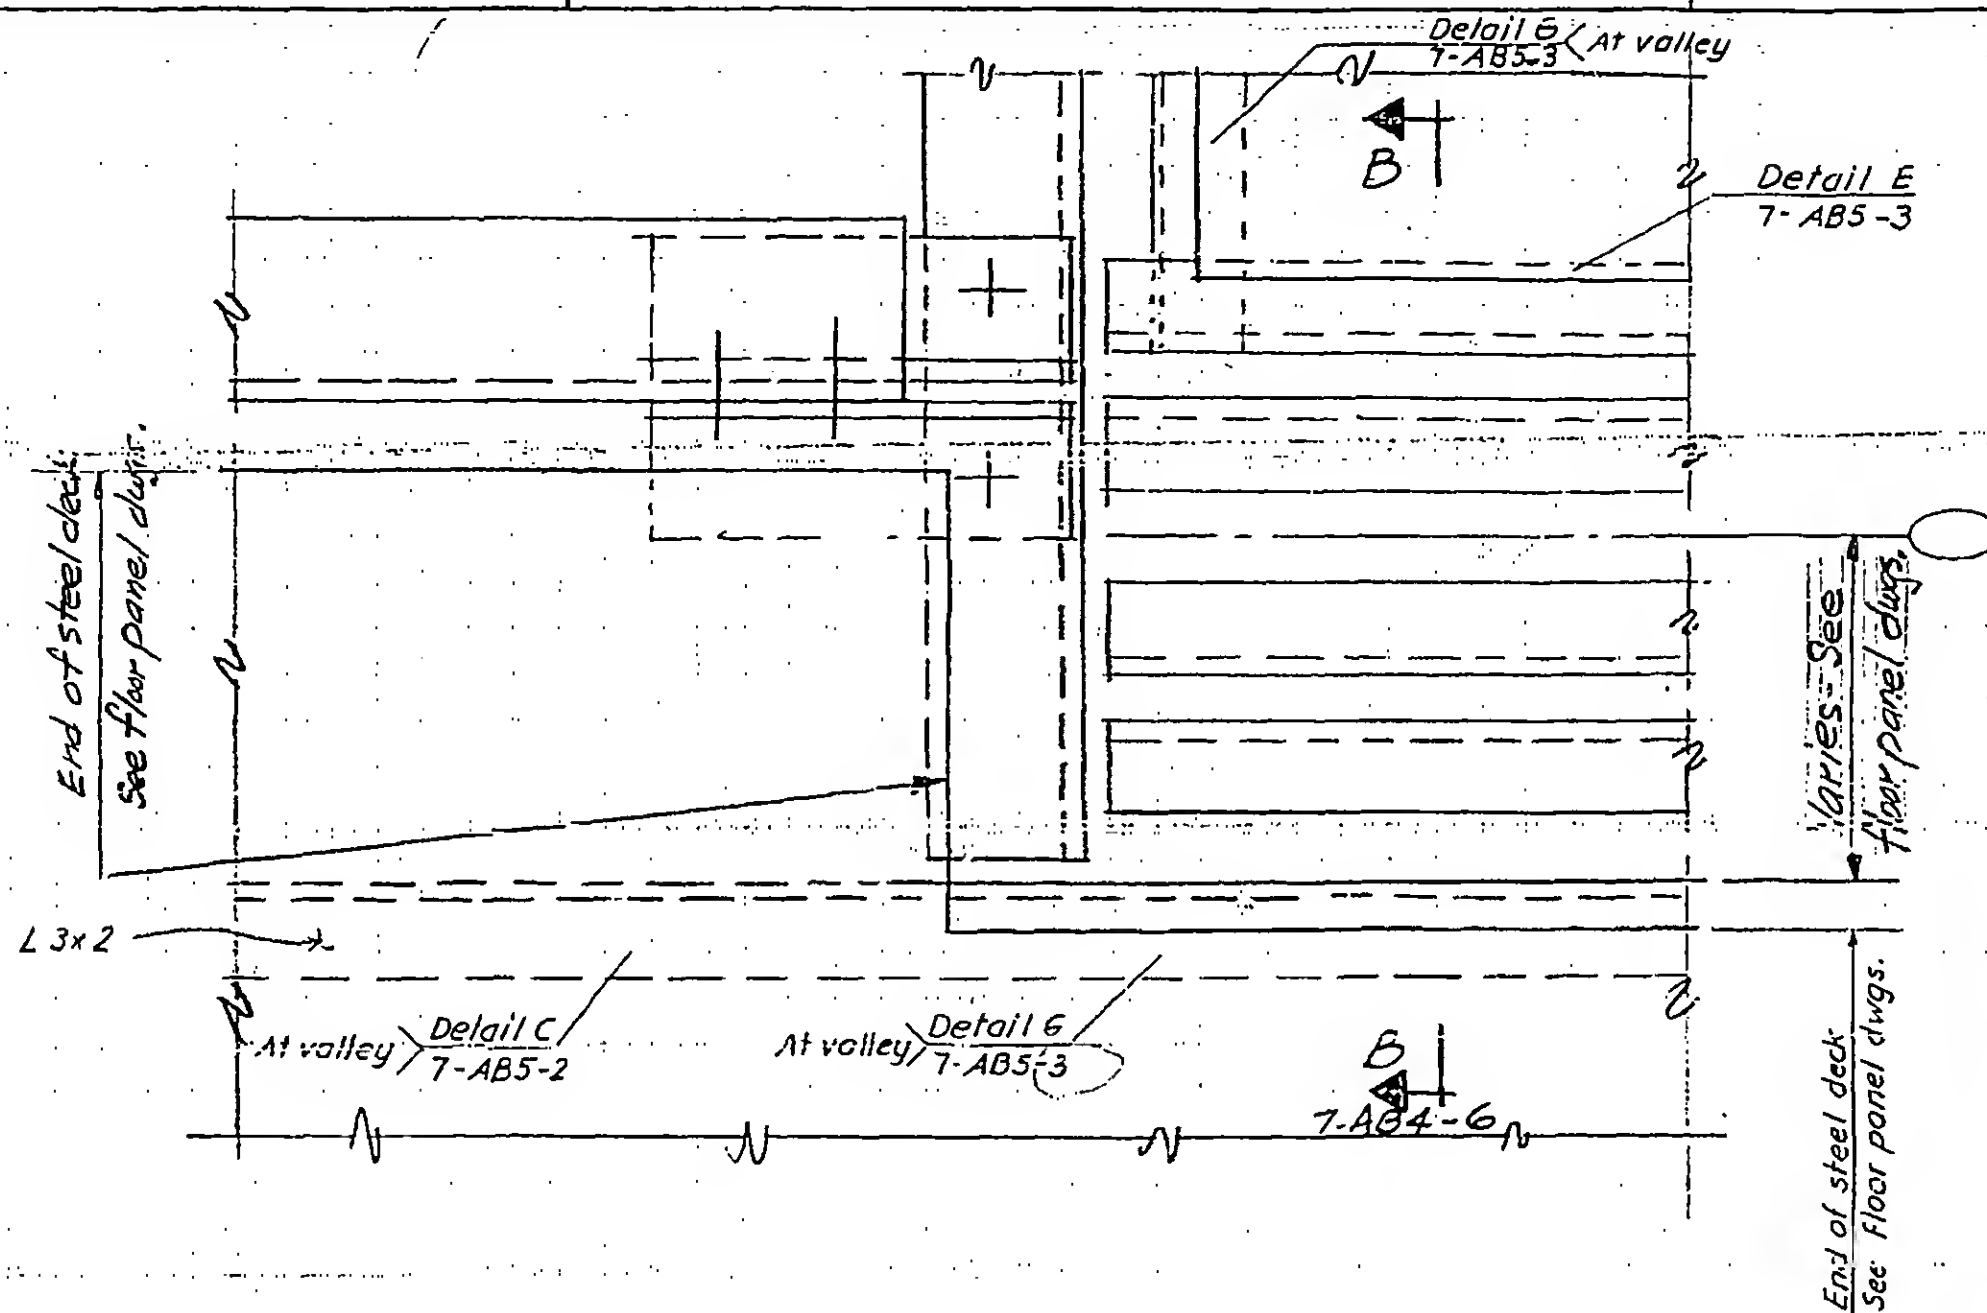 Detail G
7-AB5-3
At valley
B
Detail E
7-AB5-3
End of steel deck.
See floor panel dwgs.
Varies-See
floor panel dwgs.
L 3x2
At valley
Detail C
7-AB5-2
At valley
Detail G
7-AB5-3
B
7-AB4-6
End of steel deck
See floor panel dwgs.